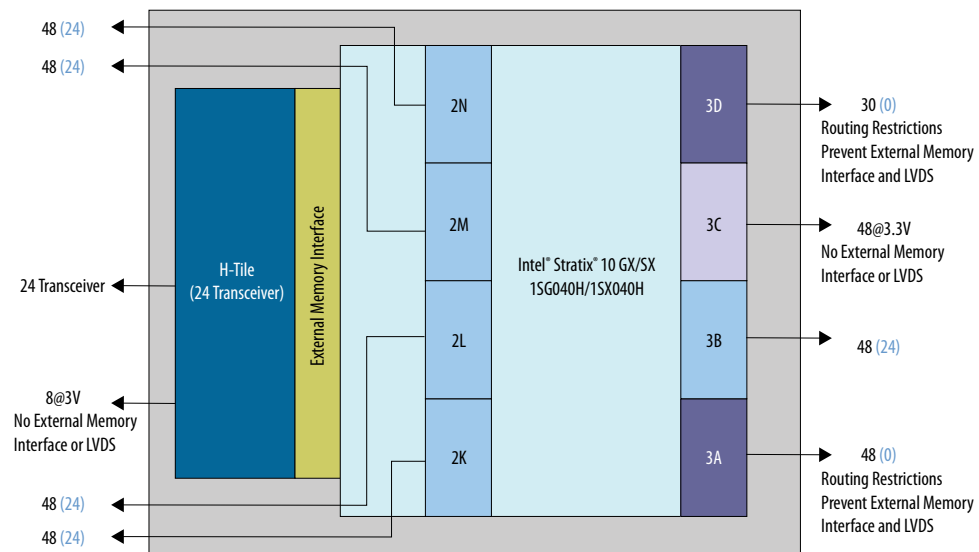 48 (24)
48 (24)
24 Transceiver
8@3V
No External Memory
Interface or LVDS
48 (24)
48 (24)
H-Tile
(24 Transceiver)
External Memory Interface
2N
2M
2L
2K
Intel® Stratix® 10 GX/SX
1SG040H/1SX040H
3D
3C
3B
3A
30 (0)
Routing Restrictions
Prevent External Memory
Interface and LVDS
48@3.3V
No External Memory
Interface or LVDS
48 (24)
48 (0)
Routing Restrictions
Prevent External Memory
Interface and LVDS